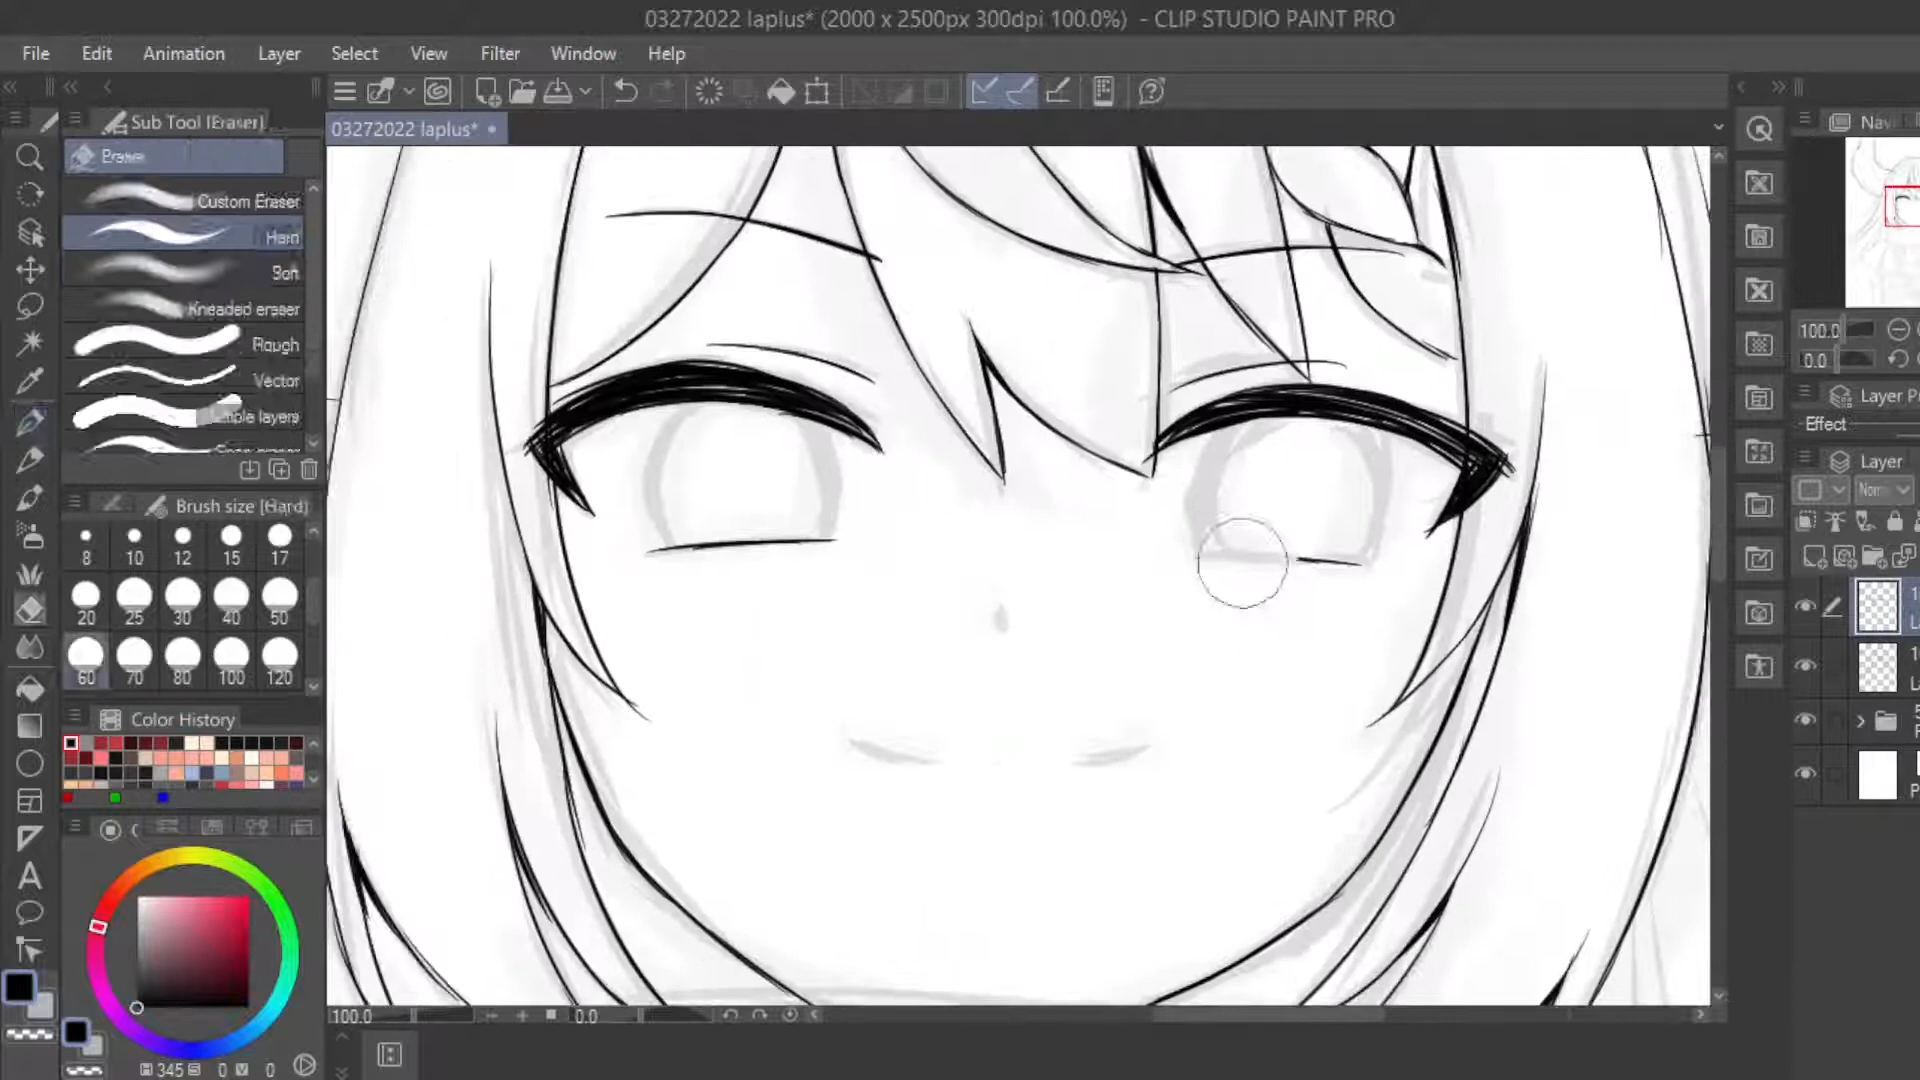 03272022 laplus* (2000 x 2500px 300dpi 100.0%) - CLIP STUDIO PAINT PRO
File Edit Animation Layer Select View Filter Window Help
Sub Tool [Eraser]
03272022 laplus*
Nav
Eraser
Custom Eraser
Hard
Soft
Kneaded eraser
Rough
Vector
100.0
0.0
Layer Pr
Effect
Layer
Brush size [Hard]
8 10 12 15 17
20 25 30 40 50
60 70 80 100 120
Color History
100.0 0.0
H 345 S 0 V 0